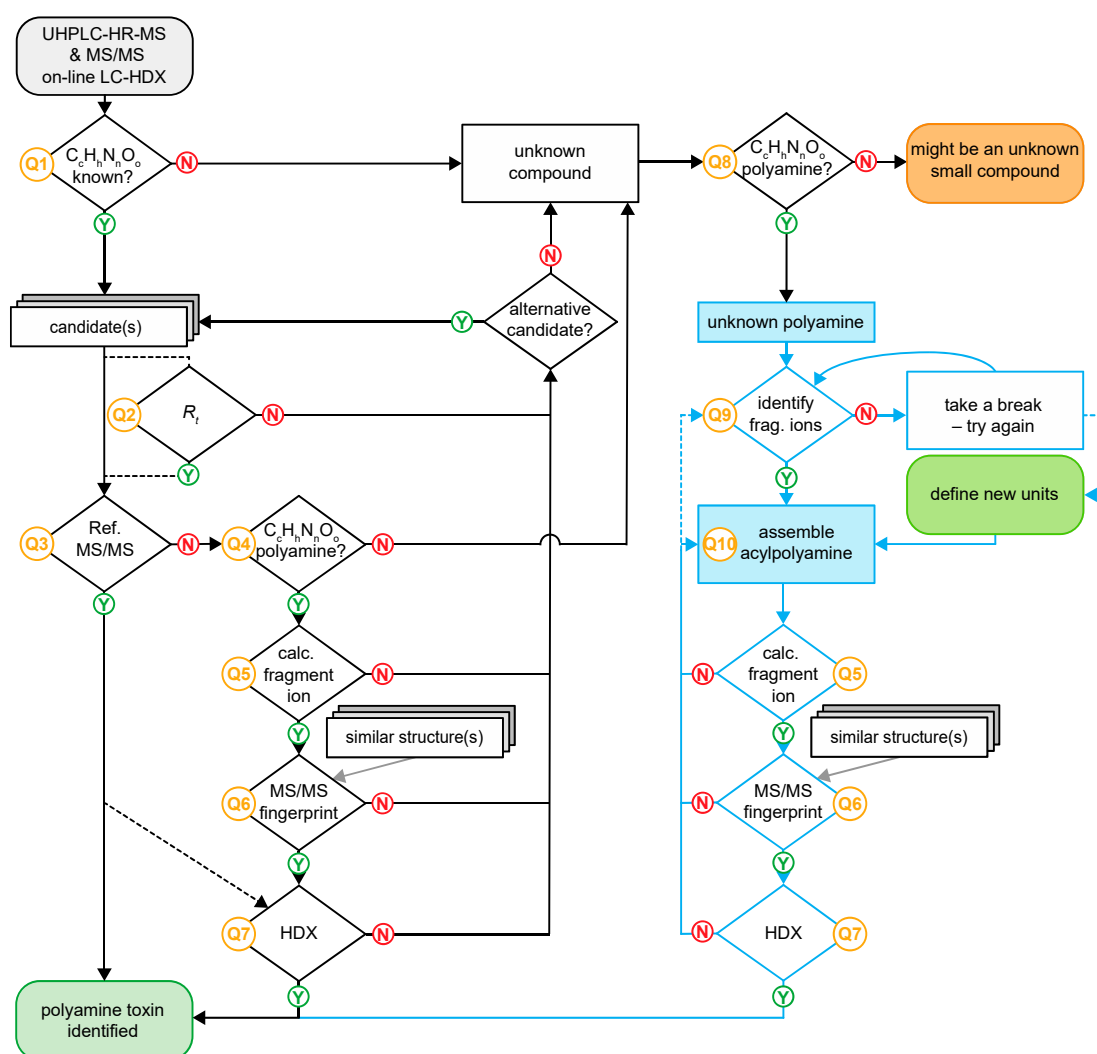 UHPLC-HR-MS
& MS/MS
on-line LC-HDX
Q1
CcHhNnOo
known?
N
Y
unknown
compound
Q8
CcHhNnOo
polyamine?
N
Y
might be an unknown
small compound
candidate(s)
Y
alternative
candidate?
N
Q2
Rt
N
Y
Q3
Ref.
MS/MS
N
Y
Q4
CcHhNnOo
polyamine?
N
Y
Q5
calc.
fragment
ion
N
Y
similar structure(s)
Q6
MS/MS
fingerprint
N
Y
Q7
HDX
N
Y
polyamine toxin
identified
unknown polyamine
Q9
identify
frag. ions
N
Y
take a break
– try again
define new units
Q10
assemble
acylpolyamine
N
calc.
fragment
ion
Q5
Y
similar structure(s)
N
MS/MS
fingerprint
Q6
Y
N
HDX
Q7
Y